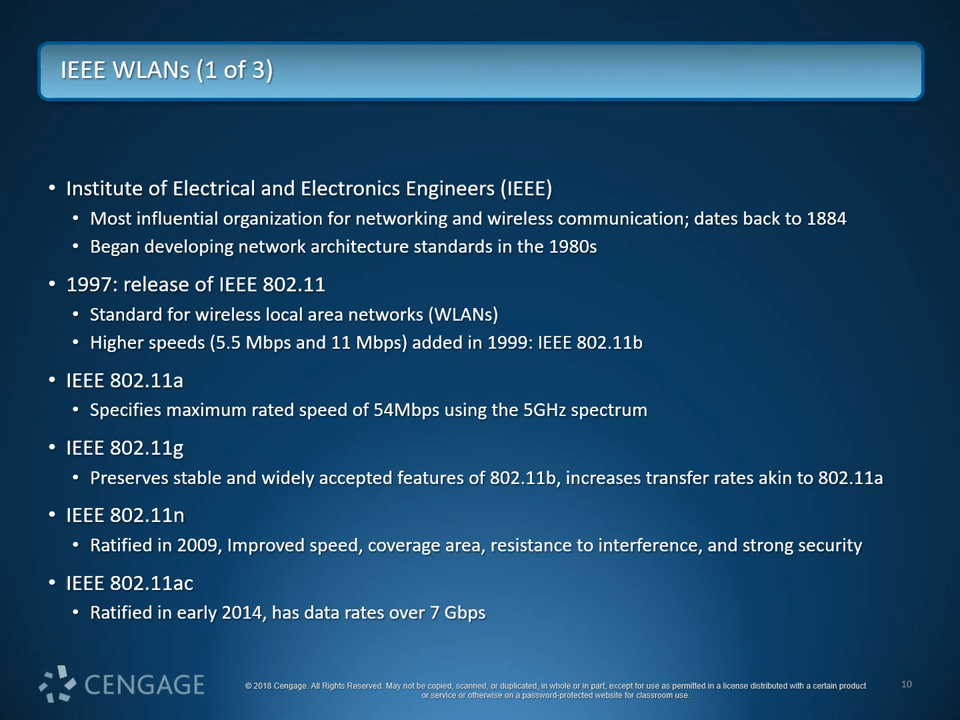 IEEE WLANs (1 of 3)
• Institute of Electrical and Electronics Engineers (IEEE)
• Most influential organization for networking and wireless communication; dates back to 1884
• Began developing network architecture standards in the 1980s
• 1997: release of IEEE 802.11
• Standard for wireless local area networks (WLANs)
• Higher speeds (5.5 Mbps and 11 Mbps) added in 1999: IEEE 802.11b
• IEEE 802.11a
• Specifies maximum rated speed of 54Mbps using the 5GHz spectrum
• IEEE 802.11g
• Preserves stable and widely accepted features of 802.11b, increases transfer rates akin to 802.11a
• IEEE 802.11n
• Ratified in 2009, Improved speed, coverage area, resistance to interference, and strong security
• IEEE 802.11ac
• Ratified in early 2014, has data rates over 7 Gbps
CENGAGE
© 2018 Cengage. All Rights Reserved. May not be copied, scanned, or duplicated, in whole or in part, except for use as permitted in a license distributed with a certain product
or service or otherwise on a password-protected website for classroom use.
10